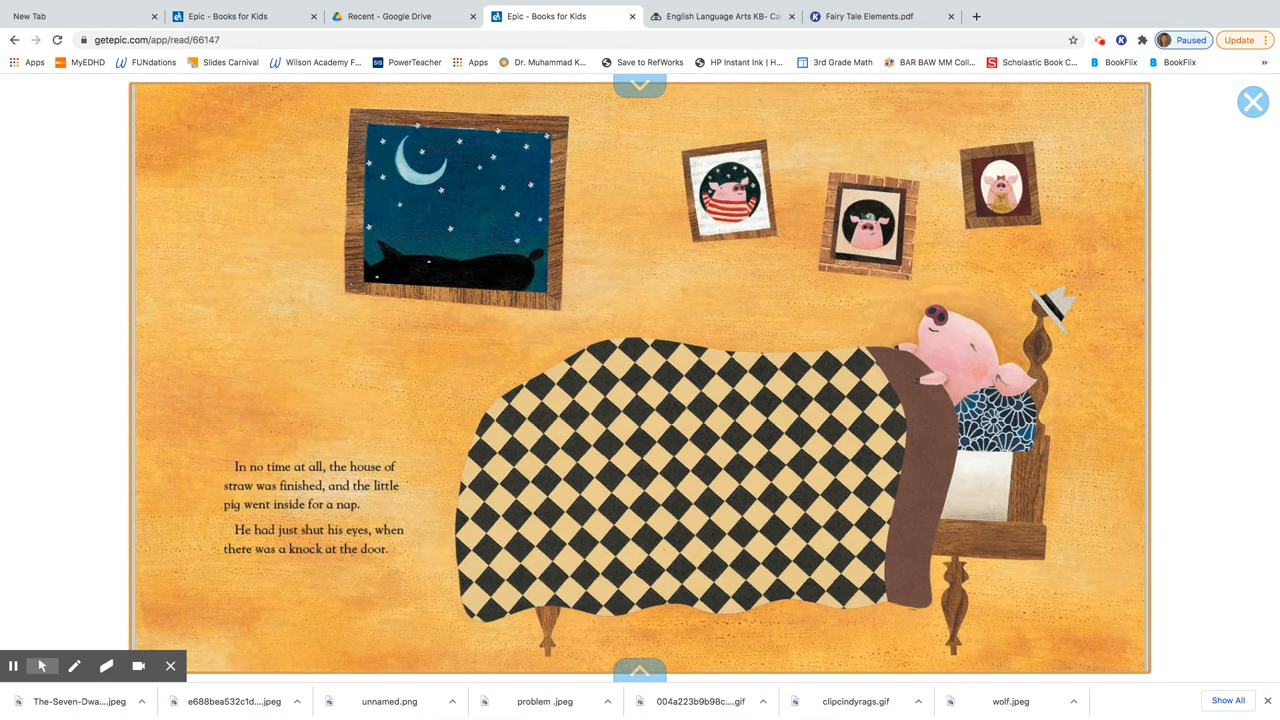 New Tab
Epic - Books for Kids
Recent - Google Drive
Epic - Books for Kids
English Language Arts KB- Car
Fairy Tale Elements.pdf
getepic.com/app/read/66147
Paused
Update
Apps
MyEDHD
FUNdations
Slides Carnival
Wilson Academy F...
PowerTeacher
Apps
Dr. Muhammad K...
Save to RefWorks
HP Instant Ink | H...
3rd Grade Math
BAR BAW MM Coll...
Scholastic Book C...
BookFlix
BookFlix
In no time at all, the house of
straw was finished, and the little
pig went inside for a nap.
He had just shut his eyes, when
there was a knock at the door.
The-Seven-Dwa....jpeg
e688bea532c1d....jpeg
unnamed.png
problem .jpeg
004a223b9b98c....gif
clipcindyrags.gif
wolf.jpeg
Show All